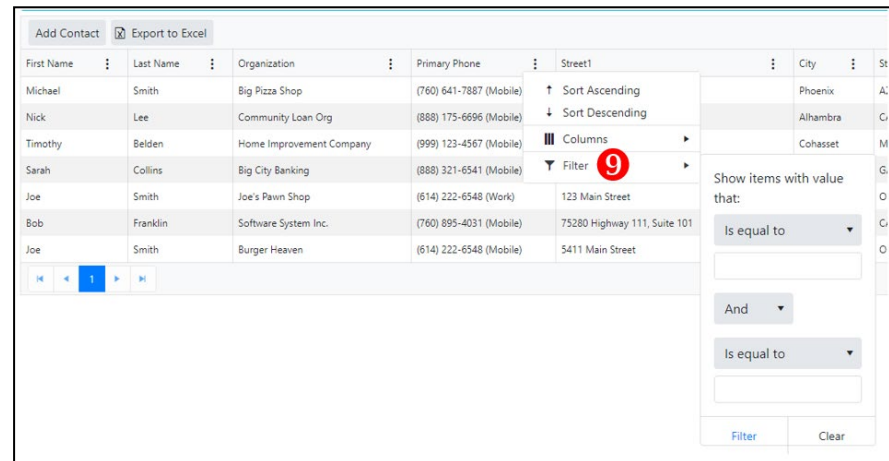 Add Contact Export to Excel
First Name Last Name Organization Primary Phone Street1 City St
Michael Smith Big Pizza Shop (760) 641-7887 (Mobile) Phoenix
Nick Lee Community Loan Org (888) 175-6696 (Mobile) Alhambra
Timothy Belden Home Improvement Company (999) 123-4567 (Mobile) Cohasset M
Sarah Collins Big City Banking (888) 321-6541 (Mobile)
Joe Smith Joe's Pawn Shop (614) 222-6548 (Work) 123 Main Street
Bob Franklin Software System Inc. (760) 895-4031 (Mobile) 75280 Highway 111, Suite 101
Joe Smith Burger Heaven (614) 222-6548 (Mobile) 5411 Main Street
1
Sort Ascending
Sort Descending
Columns
Filter 9
Show items with value
that:
Is equal to
And
Is equal to
Filter Clear